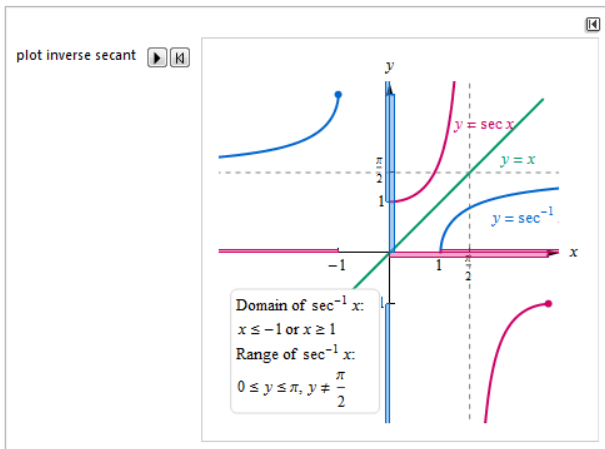 plot inverse secant
y
y = sec x
y = x
π/2
1
y = sec⁻¹
x
−1
1
π/2
1
Domain of sec⁻¹ x:
x ≤ −1 or x ≥ 1
Range of sec⁻¹ x:
0 ≤ y ≤ π, y ≠ π/2